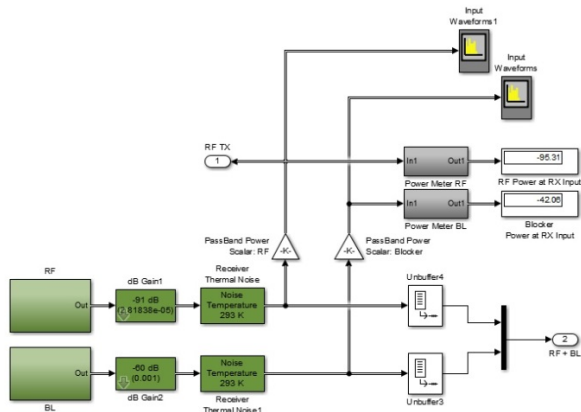 Input
Waveforms1
Input
Waveforms
RF TX
1
In1
Out1
-95.31
Power Meter RF
RF Power at RX Input
In1
Out1
-42.06
Power Meter BL
Blocker
Power at RX Input
PassBand Power
Scalar: RF
-K-
PassBand Power
Scalar: Blocker
-K-
RF
Out
dB Gain1
-91 dB
(2.81838e-05)
Receiver
Thermal Noise
Noise
Temperature
293 K
Unbuffer4
2
RF + BL
Out
BL
-60 dB
(0.001)
dB Gain2
Noise
Temperature
293 K
Receiver
Thermal Noise1
Unbuffer3